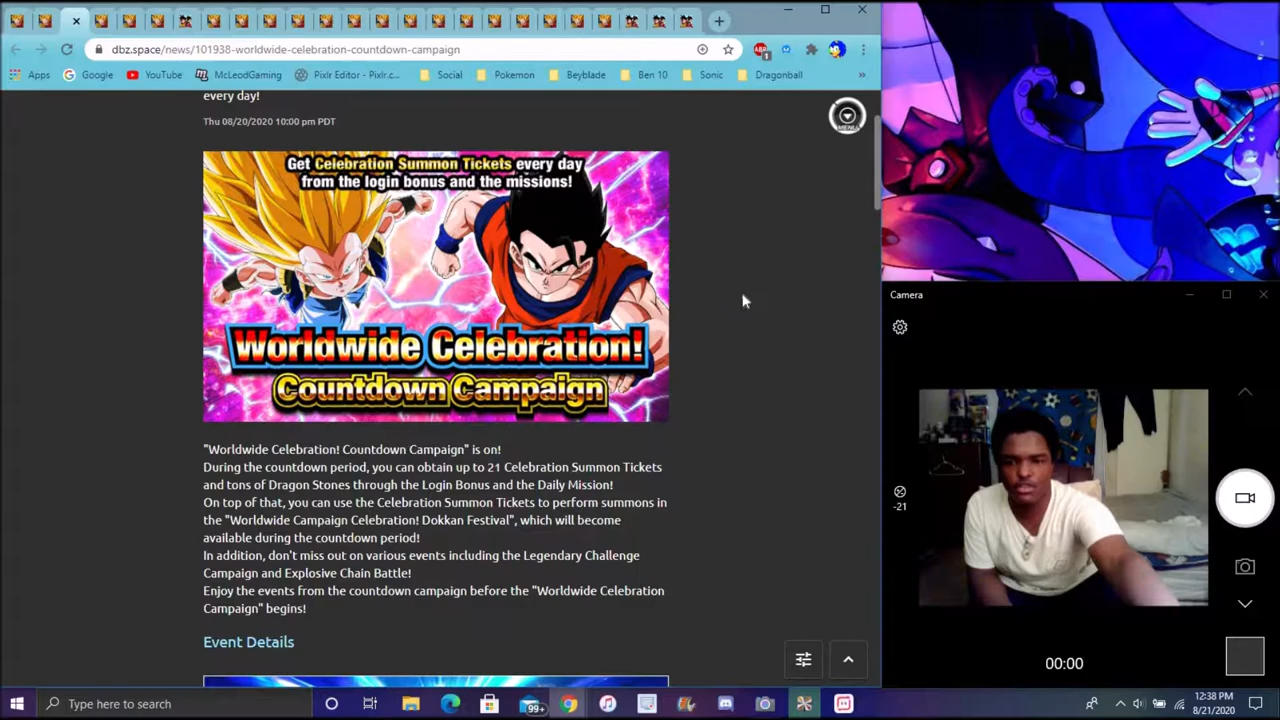 dbz.space/news/101938-worldwide-celebration-countdown-campaign
ABP
1
Apps
Google
YouTube
McLeodGaming
Pixlr Editor - Pixlr.c...
Social
Pokemon
Beyblade
Ben 10
Sonic
Dragonball
»
every day!
Thu 08/20/2020 10:00 pm PDT
MENU
Get Celebration Summon Tickets every day
from the login bonus and the missions!
Worldwide Celebration!
Countdown Campaign
"Worldwide Celebration! Countdown Campaign" is on!
During the countdown period, you can obtain up to 21 Celebration Summon Tickets
and tons of Dragon Stones through the Login Bonus and the Daily Mission!
On top of that, you can use the Celebration Summon Tickets to perform summons in
the "Worldwide Campaign Celebration! Dokkan Festival", which will become
available during the countdown period!
In addition, don't miss out on various events including the Legendary Challenge
Campaign and Explosive Chain Battle!
Enjoy the events from the countdown campaign before the "Worldwide Celebration
Campaign" begins!
Event Details
Camera
-21
00:00
Type here to search
99+
12:38 PM
8/21/2020